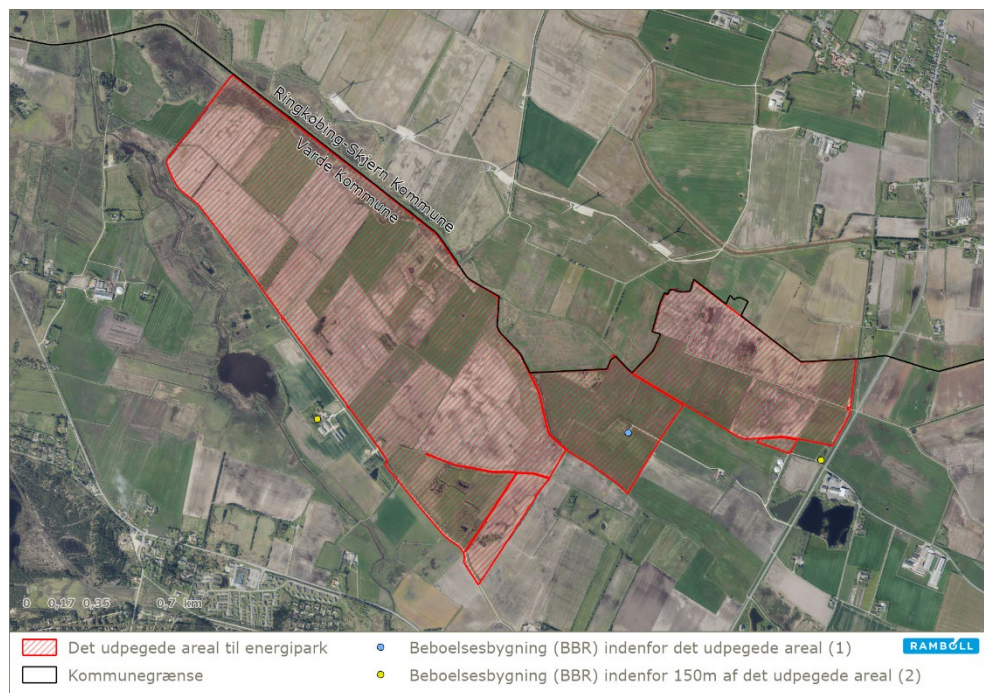 N
Ringkøbing-Skjern Kommune
Varde Kommune
0 0,17 0,35 0,7 km
Det udpegede areal til energipark
Kommunegrænse
Beboelsesbygning (BBR) indenfor det udpegede areal (1)
Beboelsesbygning (BBR) indenfor 150m af det udpegede areal (2)
RAMBOLL